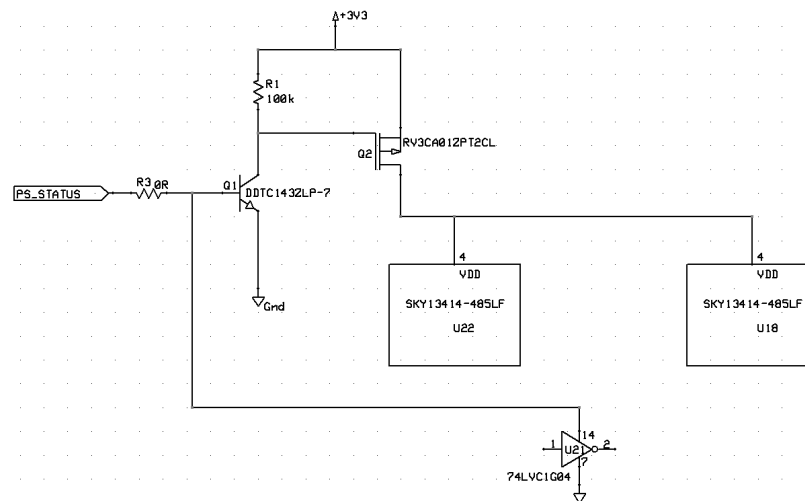 +3V3
R1
100k
RV3CA01ZPT2CL
Q2
R3
0R
Q1
PS_STATUS
DDTC143ZLP-7
4
VDD
SKY13414-485LF
U22
4
VDD
SKY13414-485LF
U18
Gnd
14
1
U21
2
7
74LVC1G04